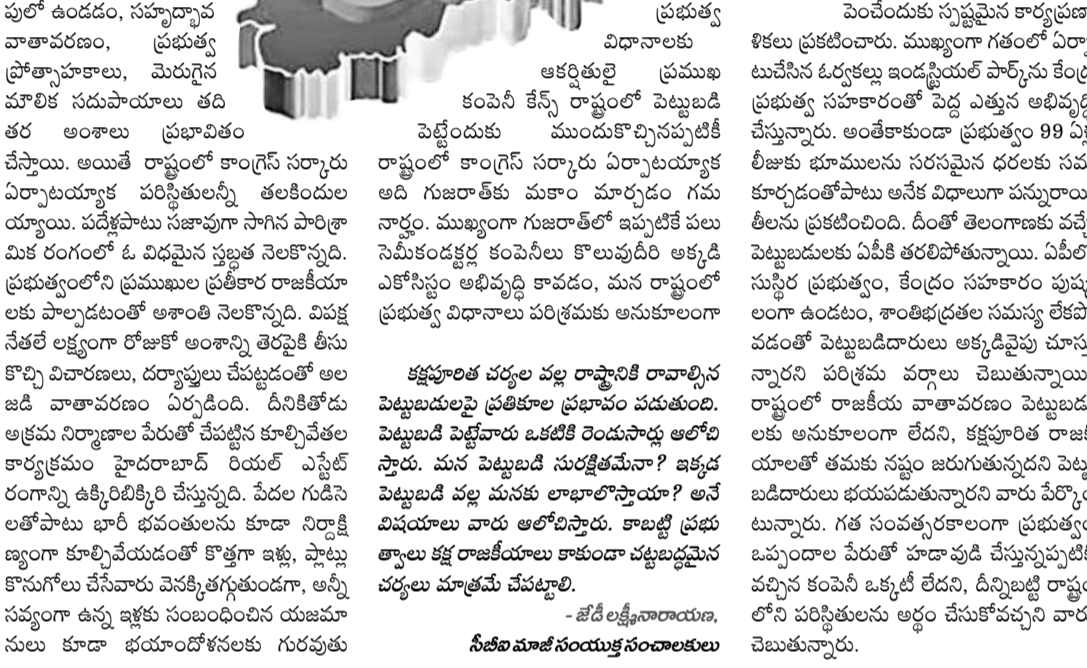 పులో ఉండడం, సహృద్భావ
వాతావరణం, ప్రభుత్వ
ప్రోత్సాహకాలు, మెరుగైన
మౌలిక సదుపాయాలు తది
తర అంశాలు ప్రభావితం
చేస్తాయి. అయితే రాష్ట్రంలో కాంగ్రెస్ సర్కారు
ఏర్పాటయ్యాక పరిస్థితులన్నీ తలకిందుల
య్యాయి. పదేళ్లపాటు సజావుగా సాగిన పారిశ్రా
మిక రంగంలో ఓ విధమైన స్తబ్ధత నెలకొన్నది.
ప్రభుత్వంలోని ప్రముఖుల ప్రతీకార రాజకీయా
లకు పాల్పడటంతో అశాంతి నెలకొన్నది. విపక్ష
నేతలే లక్ష్యంగా రోజుకో అంశాన్ని తెరపైకి తీసు
కొచ్చి విచారణలు, దర్యాప్తులు చేపట్టడంతో అల
జడి వాతావరణం ఏర్పడింది. దీనికితోడు
అక్రమ నిర్మాణాల పేరుతో చేపట్టిన కూల్చివేతల
కార్యక్రమం హైదరాబాద్ రియల్ ఎస్టేట్
రంగాన్ని ఉక్కిరిబిక్కిరి చేస్తున్నది. పేదల గుడిసె
లతోపాటు భారీ భవంతులను కూడా నిర్దాక్షి
ణ్యంగా కూల్చివేయడంతో కొత్తగా ఇళ్లు, ప్లాట్లు
కొనుగోలు చేసేవారు వెనక్కితగ్గుతుండగా, అన్నీ
సవ్యంగా ఉన్న ఇళ్లకు సంబంధించిన యజమా
నులు కూడా భయాందోళనలకు గురవుతు
ప్రభుత్వ
విధానాలకు
ఆకర్షితులై ప్రముఖ
కంపెనీ కేన్స్ రాష్ట్రంలో పెట్టుబడి
పెట్టేందుకు ముందుకొచ్చినప్పటికీ
రాష్ట్రంలో కాంగ్రెస్ సర్కారు ఏర్పాటయ్యాక
అది గుజరాత్‌కు మకాం మార్చడం గమ
నార్హం. ముఖ్యంగా గుజరాత్‌లో ఇప్పటికే పలు
సెమీకండక్టర్ల కంపెనీలు కొలువుదీరి అక్కడి
ఎకోసిస్టం అభివృద్ధి కావడం, మన రాష్ట్రంలో
ప్రభుత్వ విధానాలు పరిశ్రమకు అనుకూలంగా
కక్షపూరిత చర్యల వల్ల రాష్ట్రానికి రావాల్సిన
పెట్టుబడులపై ప్రతికూల ప్రభావం పడుతుంది.
పెట్టుబడి పెట్టేవారు ఒకటికి రెండుసార్లు ఆలోచి
స్తారు. మన పెట్టుబడి సురక్షితమేనా? ఇక్కడ
పెట్టుబడి వల్ల మనకు లాభాలొస్తాయా? అనే
విషయాలు వారు ఆలోచిస్తారు. కాబట్టి ప్రభు
త్వాలు కక్ష రాజకీయాలు కాకుండా చట్టబద్ధమైన
చర్యలు మాత్రమే చేపట్టాలి.
- జేడీ లక్ష్మీనారాయణ,
సీబీఐ మాజీ సంయుక్త సంచాలకులు
పెంచేందుకు స్పష్టమైన కార్యప్రణా
ళికలు ప్రకటించారు. ముఖ్యంగా గతంలో ఏర్పా
టుచేసిన ఓర్వకల్లు ఇండస్ట్రియల్ పార్క్‌ను కేంద్ర
ప్రభుత్వ సహకారంతో పెద్ద ఎత్తున అభివృద్ధి
చేస్తున్నారు. అంతేకాకుండా ప్రభుత్వం 99 ఏళ్ల
లీజుకు భూములను సరసమైన ధరలకు సమ
కూర్చడంతోపాటు అనేక విధాలుగా పన్నురాయి
తీలను ప్రకటించింది. దీంతో తెలంగాణకు వచ్చే
పెట్టుబడులకు ఏపీకి తరలిపోతున్నాయి. ఏపీలో
సుస్థిర ప్రభుత్వం, కేంద్రం సహకారం పుష్క
లంగా ఉండటం, శాంతిభద్రతల సమస్య లేకపో
వడంతో పెట్టుబడిదారులు అక్కడివైపు చూసు
న్నారని పరిశ్రమ వర్గాలు చెబుతున్నాయి.
రాష్ట్రంలో రాజకీయ వాతావరణం పెట్టుబడు
లకు అనుకూలంగా లేదని, కక్షపూరిత రాజకీ
యాలతో తమకు నష్టం జరుగుతున్నదని పెట్టు
బడిదారులు భయపడుతున్నారని వారు పేర్కొం
టున్నారు. గత సంవత్సరకాలంగా ప్రభుత్వం
ఒప్పందాల పేరుతో హడావుడి చేస్తున్నప్పటికీ
వచ్చిన కంపెనీ ఒక్కటీ లేదని, దీన్నిబట్టి రాష్ట్రం
లోని పరిస్థితులను అర్థం చేసుకోవచ్చని వారు
చెబుతున్నారు.